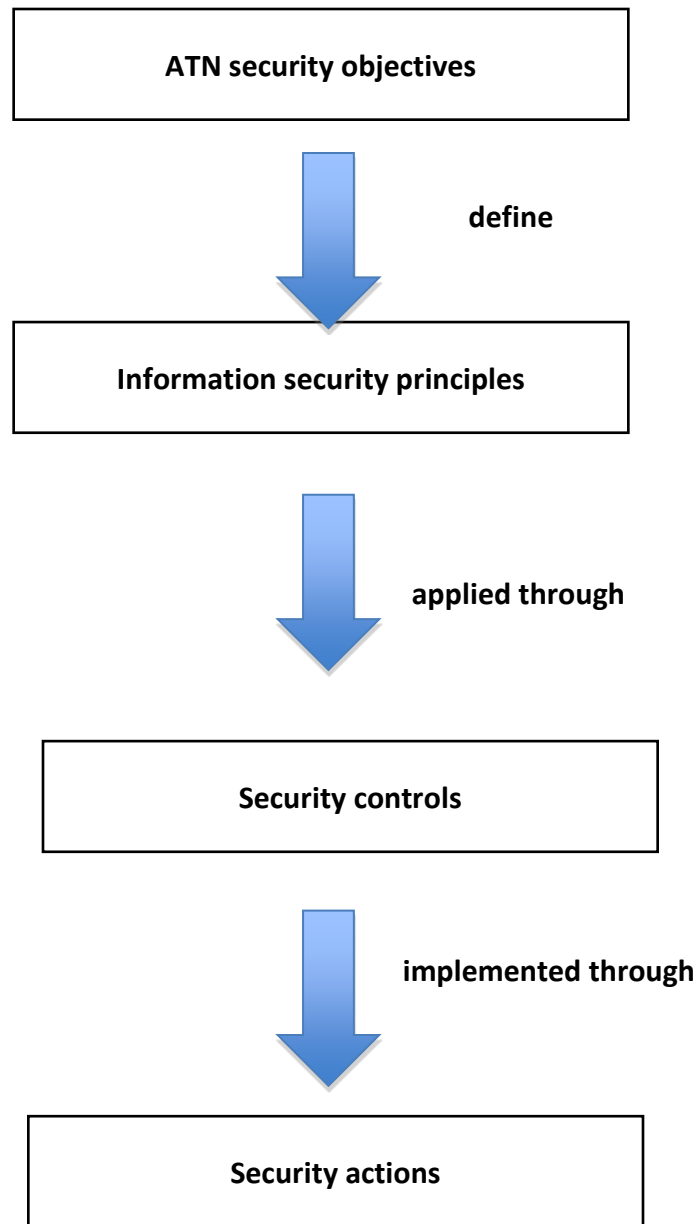 ATN security objectives
define
Information security principles
applied through
Security controls
implemented through
Security actions